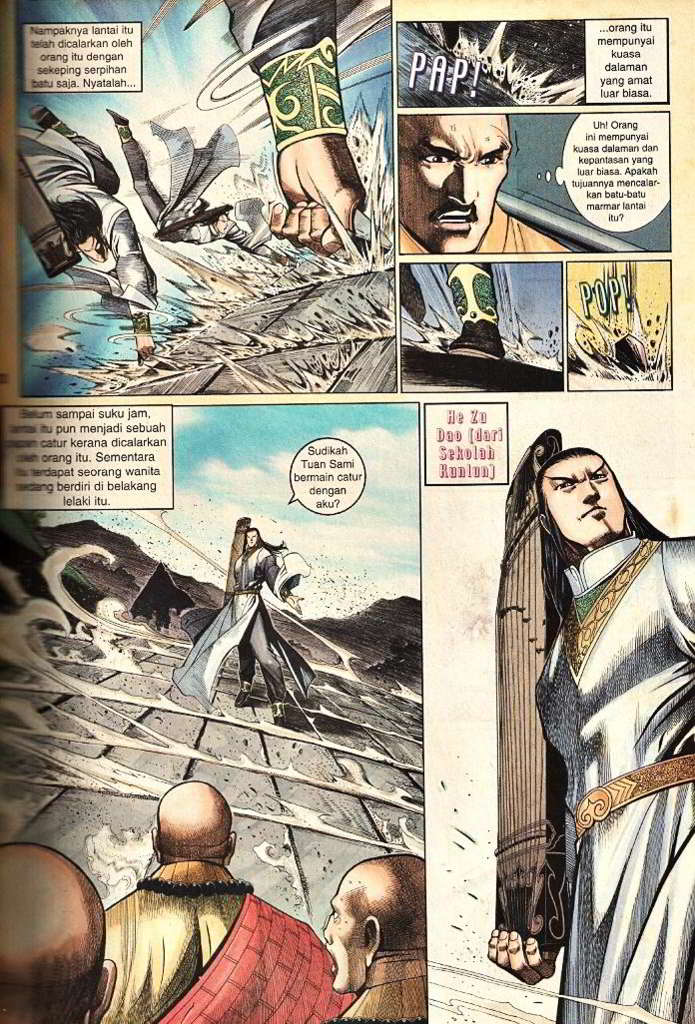 Nampaknya lantai itu
telah dicalarkan oleh
orang itu dengan
sekeping serpihan
batu saja. Nyatalah...
PAP!
...orang itu
mempunyai
kuasa
dalaman
yang amat
luar biasa.
Uh! Orang
ini mempunyai
kuasa dalaman dan
kepantasan yang
luar biasa. Apakah
tujuannya mencalar-
kan batu-batu
marmar lantai
itu?
POP!
Belum sampai suku jam,
lantai itu pun menjadi sebuah
papan catur kerana dicalarkan
oleh orang itu. Sementara
itu terdapat seorang wanita
sedang berdiri di belakang
lelaki itu.
Sudikah
Tuan Sami
bermain catur
dengan
aku?
He Zu
Dao (dari
Sekolah
Kunlun)